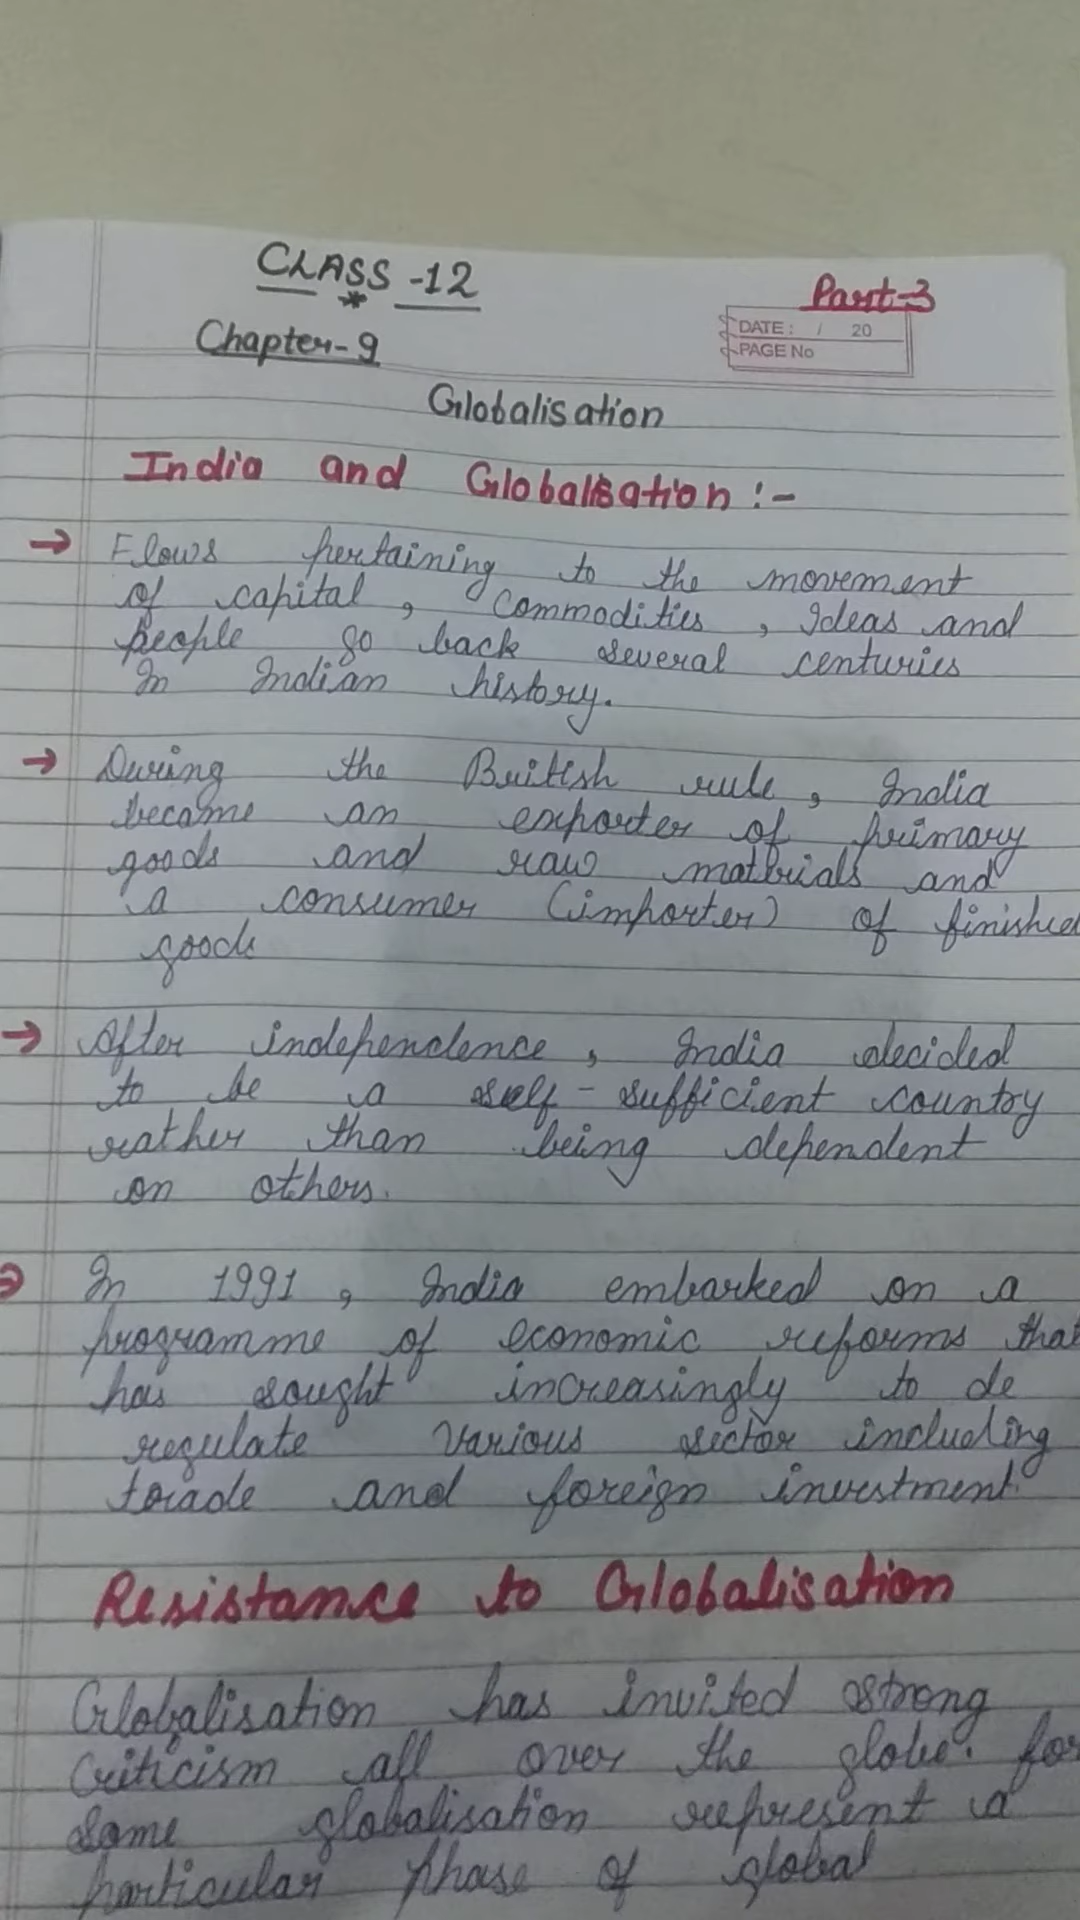 CLASS -12
Part-3
DATE: / 20
PAGE No
Chapter-9
Globalisation
India and Globalisation :-
→ Flows pertaining to the movement
of capital, Commodities, Ideas and
people go back several centuries
In Indian history.
→ During the British rule, India
became an exporter of primary
goods and raw matrials and
a consumer (importer) of finished
goods
→ After independence, India decided
to be a self-sufficient country
rather than being dependent
on others.
→ In 1991, India embarked on a
programme of economic reforms that
has sought increasingly to de
regulate various sector including
trade and foreign investment.
Resistance to Globalisation
Globalisation has invited strong
criticism all over the globe. for
some globalisation represent a
particular phase of global